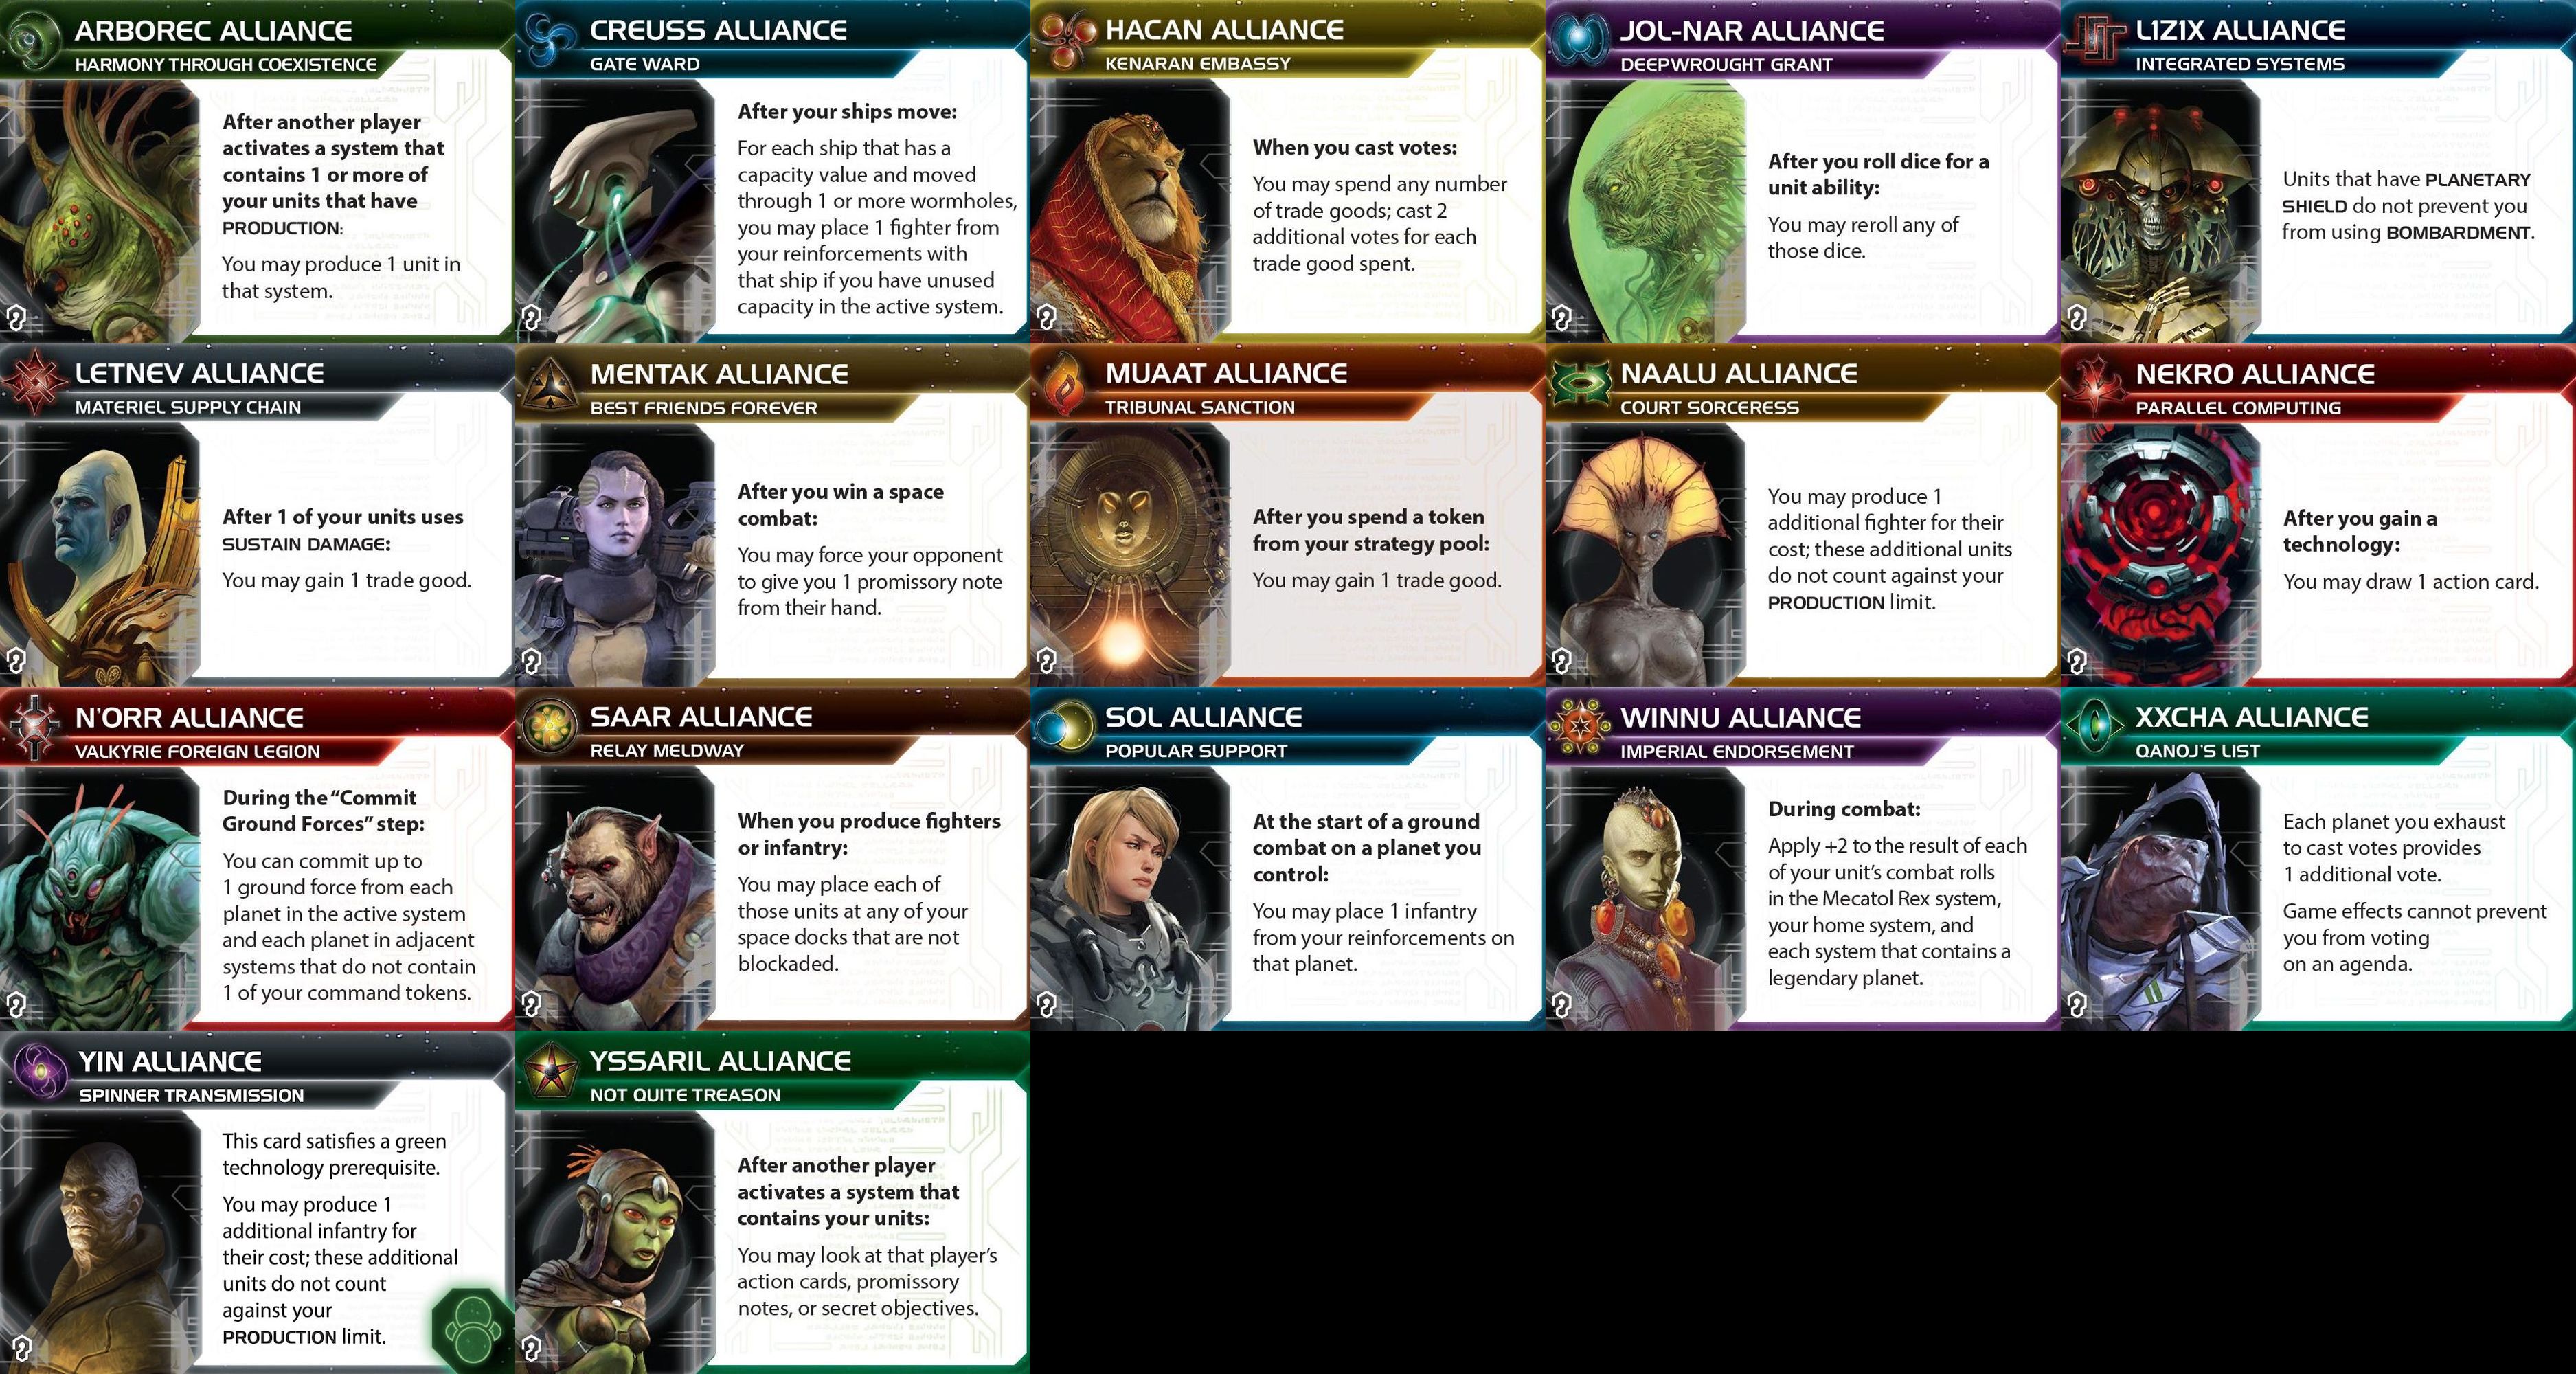 ARBOREC ALLIANCE
HARMONY THROUGH COEXISTENCE
After another player
activates a system that
contains 1 or more of
your units that have
PRODUCTION:
You may produce 1 unit in
that system.
CREUSS ALLIANCE
GATE WARD
After your ships move:
For each ship that has a
capacity value and moved
through 1 or more wormholes,
you may place 1 fighter from
your reinforcements with
that ship if you have unused
capacity in the active system.
HACAN ALLIANCE
KENARAN EMBASSY
When you cast votes:
You may spend any number
of trade goods; cast 2
additional votes for each
trade good spent.
JOL-NAR ALLIANCE
DEEPWROUGHT GRANT
After you roll dice for a
unit ability:
You may reroll any of
those dice.
L1Z1X ALLIANCE
INTEGRATED SYSTEMS
Units that have PLANETARY
SHIELD do not prevent you
from using BOMBARDMENT.
LETNEV ALLIANCE
MATERIEL SUPPLY CHAIN
After 1 of your units uses
SUSTAIN DAMAGE:
You may gain 1 trade good.
MENTAK ALLIANCE
BEST FRIENDS FOREVER
After you win a space
combat:
You may force your opponent
to give you 1 promissory note
from their hand.
MUAAT ALLIANCE
TRIBUNAL SANCTION
After you spend a token
from your strategy pool:
You may gain 1 trade good.
NAALU ALLIANCE
COURT SORCERESS
You may produce 1
additional fighter for their
cost; these additional units
do not count against your
PRODUCTION limit.
NEKRO ALLIANCE
PARALLEL COMPUTING
After you gain a
technology:
You may draw 1 action card.
N'ORR ALLIANCE
VALKYRIE FOREIGN LEGION
During the “Commit
Ground Forces” step:
You can commit up to
1 ground force from each
planet in the active system
and each planet in adjacent
systems that do not contain
1 of your command tokens.
SAAR ALLIANCE
RELAY MELDWAY
When you produce fighters
or infantry:
You may place each of
those units at any of your
space docks that are not
blockaded.
SOL ALLIANCE
POPULAR SUPPORT
At the start of a ground
combat on a planet you
control:
You may place 1 infantry
from your reinforcements on
that planet.
WINNU ALLIANCE
IMPERIAL ENDORSEMENT
During combat:
Apply +2 to the result of each
of your unit's combat rolls
in the Mecatol Rex system,
your home system, and
each system that contains a
legendary planet.
XXCHA ALLIANCE
QANOJ'S LIST
Each planet you exhaust
to cast votes provides
1 additional vote.
Game effects cannot prevent
you from voting
on an agenda.
YIN ALLIANCE
SPINNER TRANSMISSION
This card satisfies a green
technology prerequisite.
You may produce 1
additional infantry for
their cost; these additional
units do not count
against your
PRODUCTION limit.
YSSARIL ALLIANCE
NOT QUITE TREASON
After another player
activates a system that
contains your units:
You may look at that player's
action cards, promissory
notes, or secret objectives.